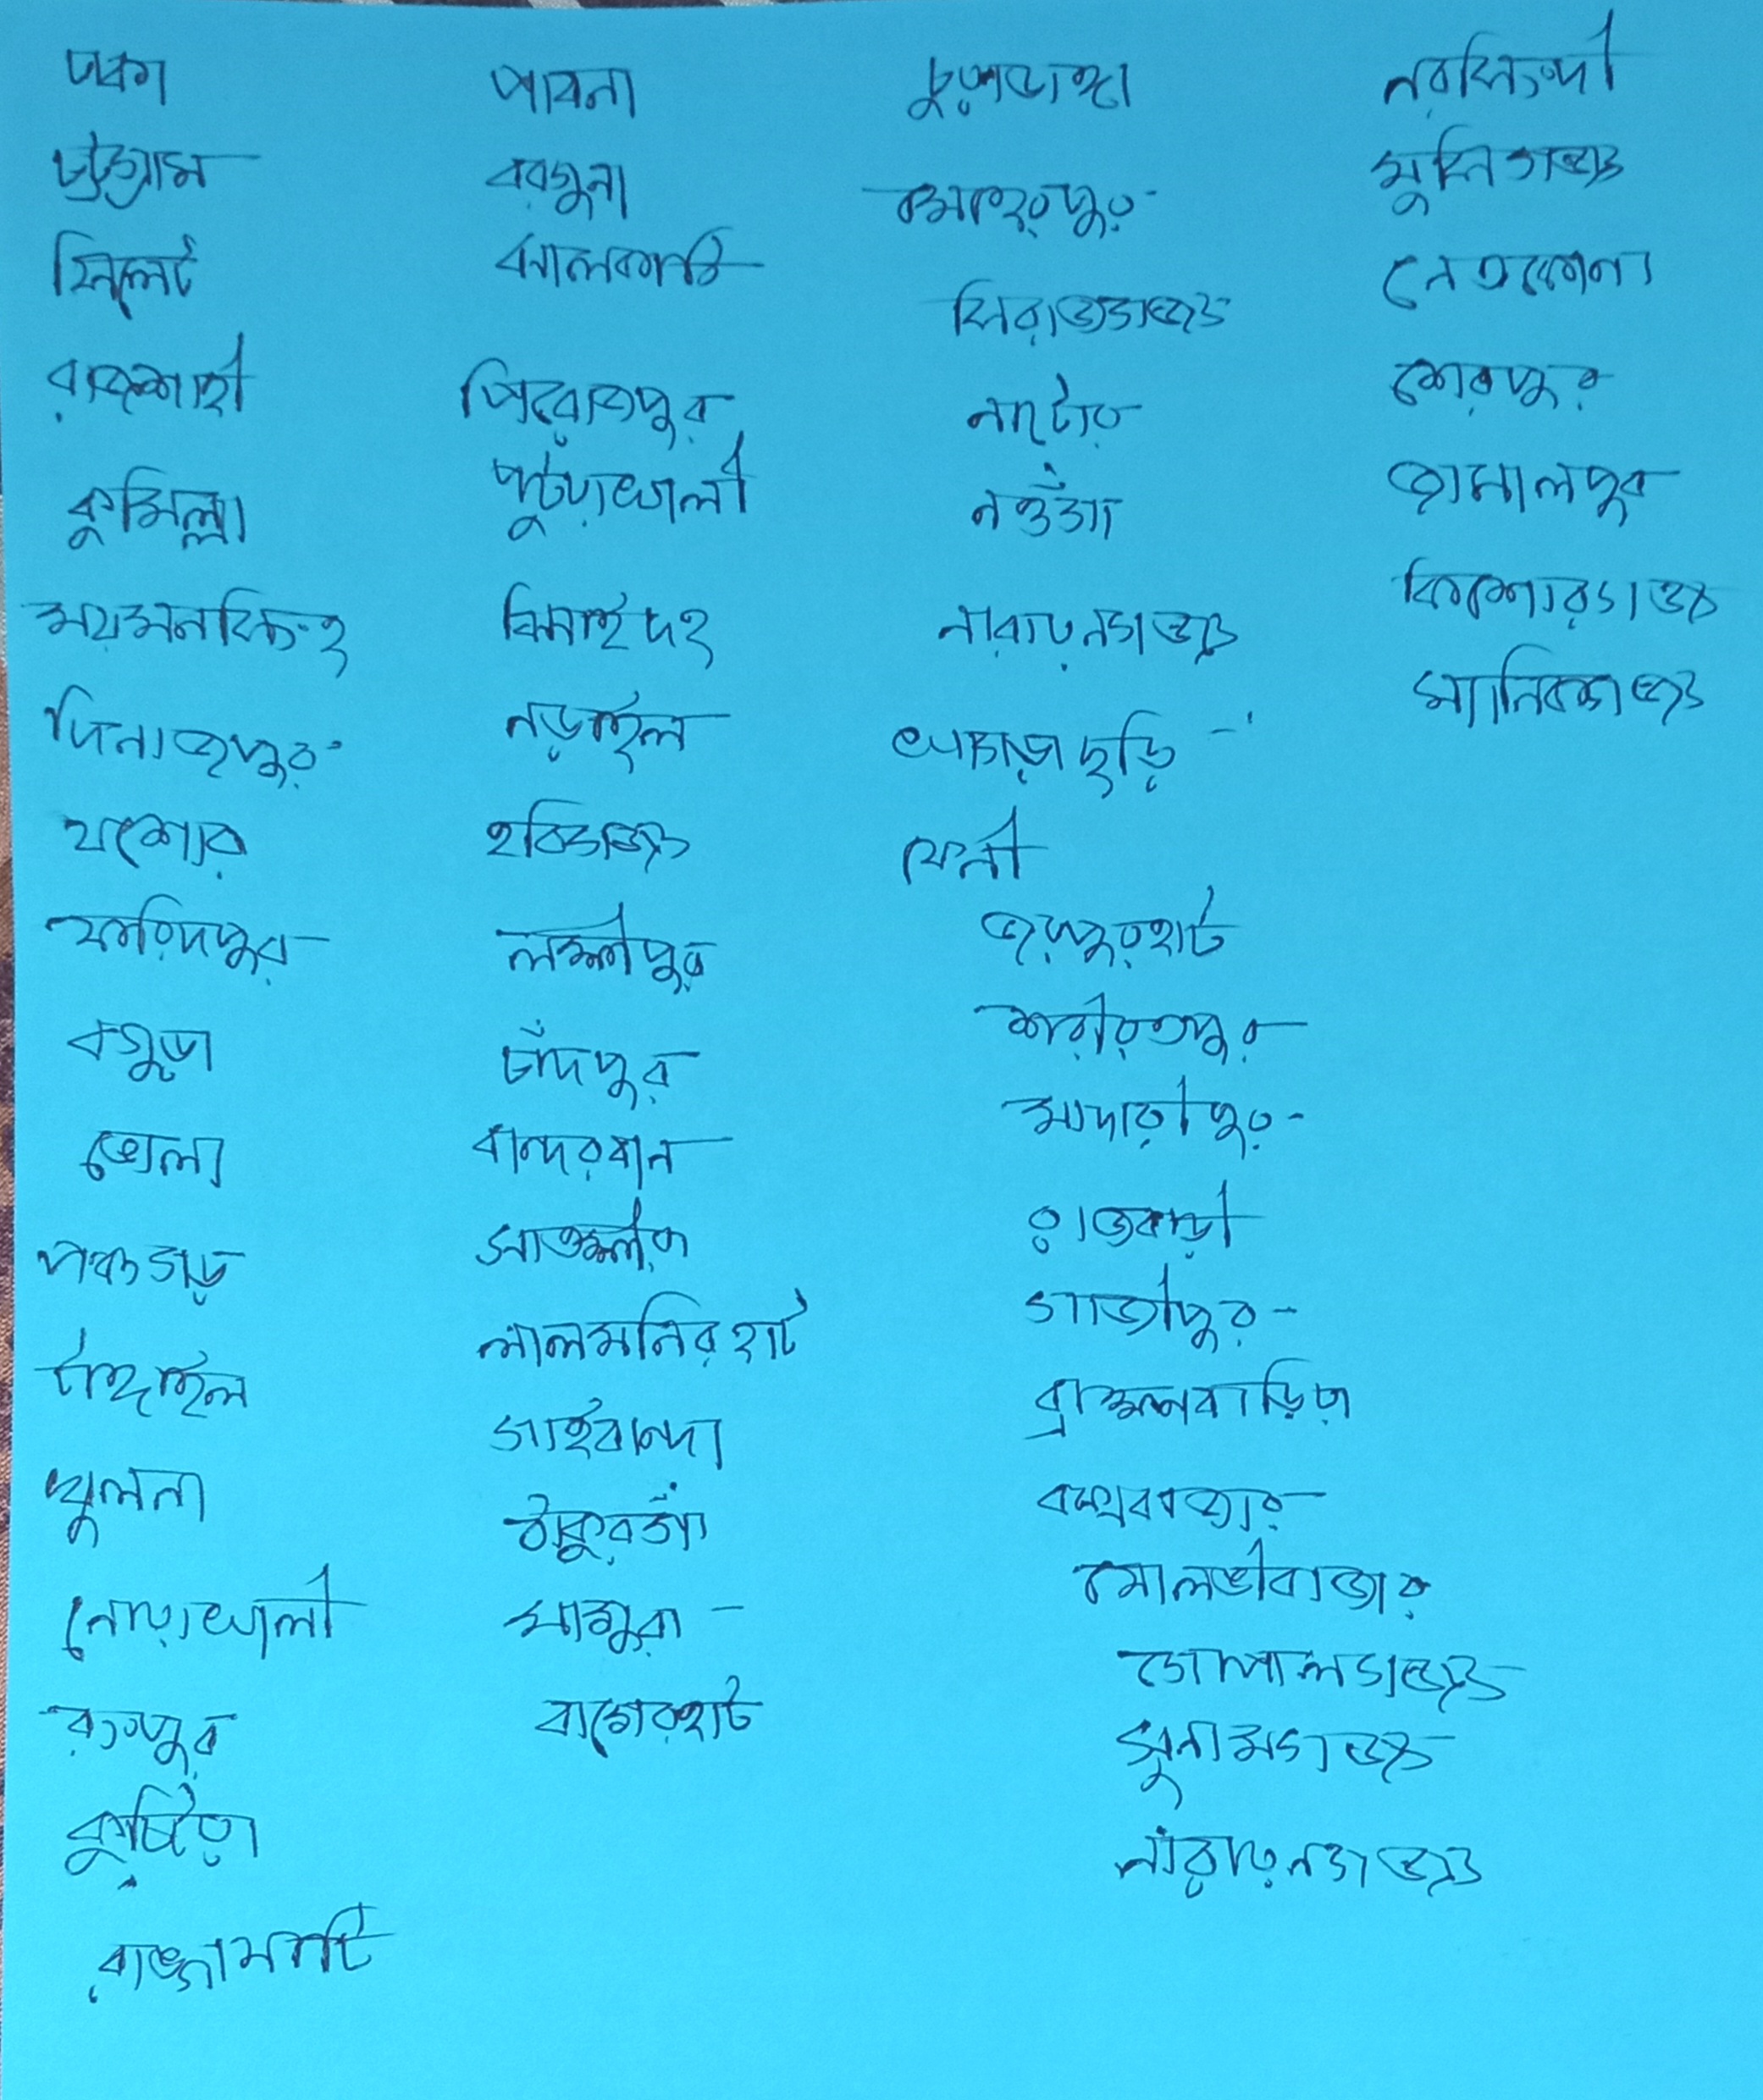 ঢাকা
চট্টগ্রাম
সিলেট
রাজশাহী
কুমিল্লা
ময়মনসিংহ
দিনাজপুর
যশোর
ফরিদপুর
বগুড়া
ভোলা
পঞ্চগড়
টাঙ্গাইল
খুলনা
নোয়াখালী
রংপুর
কুষ্টিয়া
রাঙ্গামাটি
পাবনা
বরগুনা
ঝালকাঠি
পিরোজপুর
পটুয়াখালী
ঝিনাইদহ
নড়াইল
হবিগঞ্জ
লক্ষ্মীপুর
চাঁদপুর
বান্দরবান
সাতক্ষীরা
লালমনিরহাট
গাইবান্দা
ঠাকুরগাঁ
মাগুরা
বাগেরহাট
চুয়াডাঙ্গা
মেহেরপুর
সিরাজগঞ্জ
নাটোর
নওগাঁ
নারায়নগঞ্জ
খাগড়াছড়ি
ফেনী
জয়পুরহাট
শরীয়তপুর
মাদারীপুর
রাজবাড়ী
গাজীপুর
ব্রাহ্মনবাড়িয়া
কক্সবাজার
মোলভীবাজার
গোপালগঞ্জ
সুনামগঞ্জ
নারায়নগঞ্জ
নরসিংদী
মুন্সিগঞ্জ
নেত্রকোনা
শেরপুর
জামালপুর
কিশোরগঞ্জ
মানিকগঞ্জ